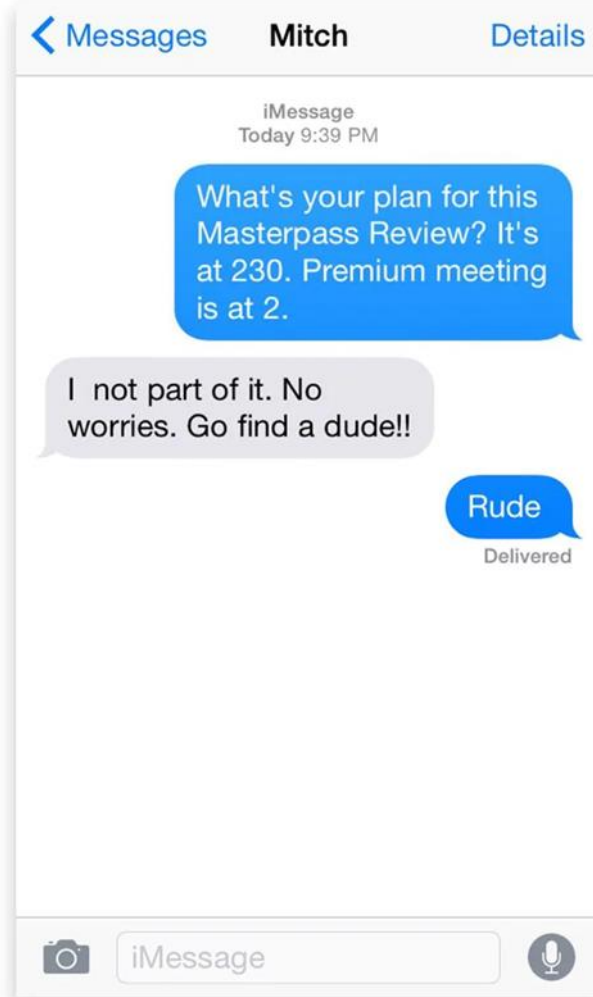 Messages Mitch Details
iMessage
Today 9:39 PM
What's your plan for this
Masterpass Review? It's
at 230. Premium meeting
is at 2.
I  not part of it. No
worries. Go find a dude!!
Rude
Delivered
iMessage